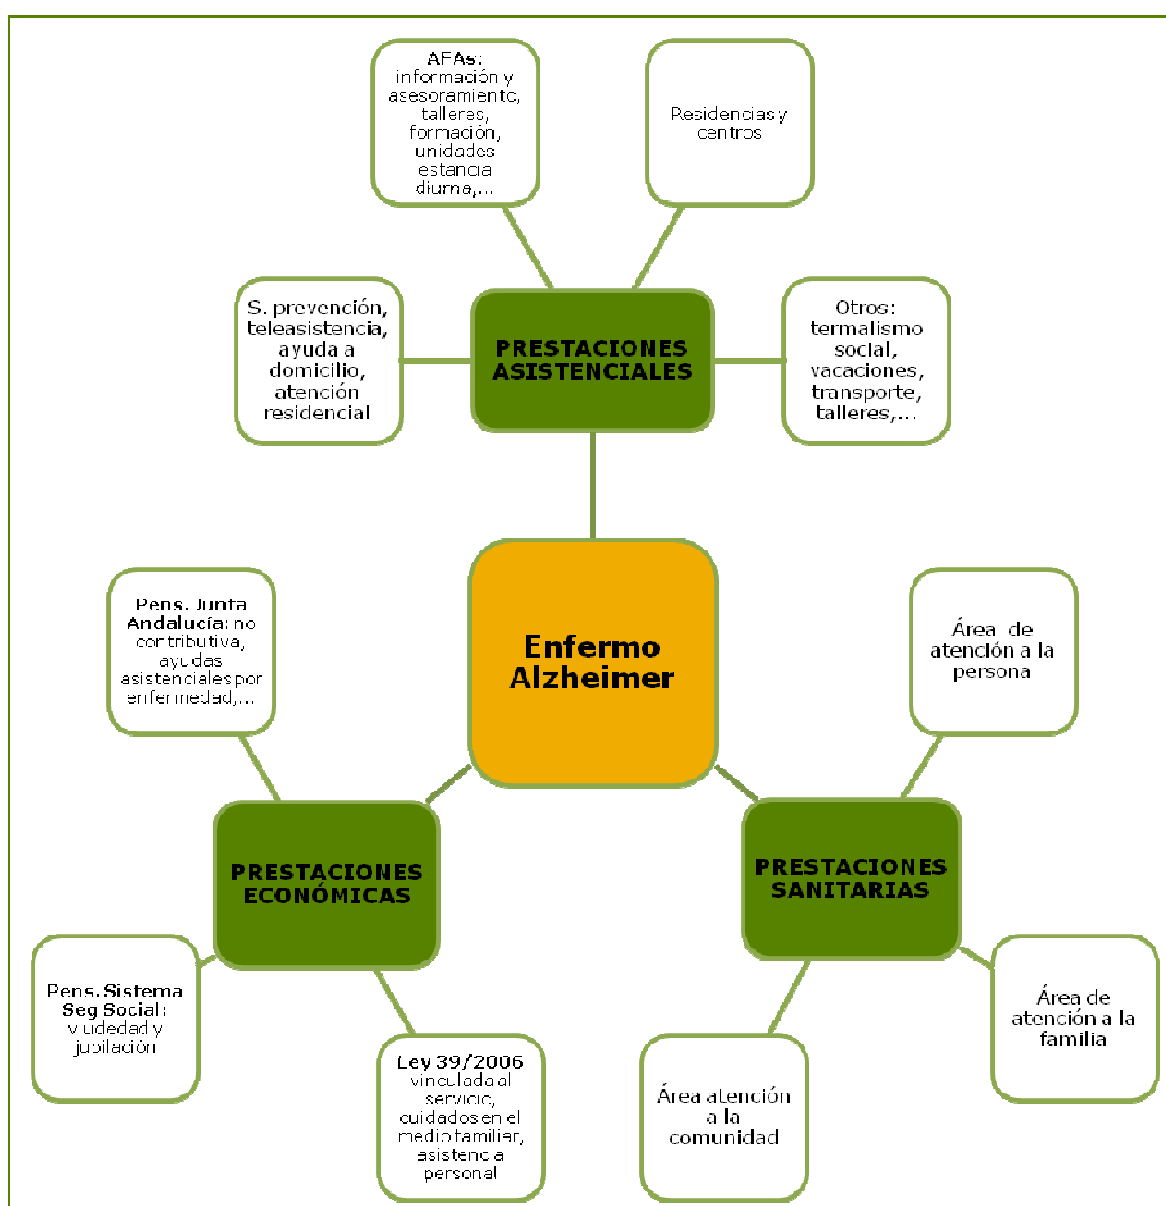 AFAs:
información y
asesoramiento,
talleres,
formación,
unidades
estancia
diurna,...
Residencias y
centros
S. prevención,
teleasistencia,
ayuda a
domicilio,
atención
residencial
PRESTACIONES
ASISTENCIALES
Otros:
termalismo
social,
vacaciones,
transporte,
talleres,...
Enfermo
Alzheimer
Pens. Junta
Andalucía: no
contributiva,
ayudas
asistenciales por
enfermedad,...
Área de
atención a la
persona
PRESTACIONES
ECONÓMICAS
PRESTACIONES
SANITARIAS
Pens. Sistema
Seg Social:
viudedad y
jubilación
Ley 39/2006
vinculada al
servicio,
cuidados en el
medio familiar,
asistencia
personal
Área atención
a la
comunidad
Área de
atención a la
familia